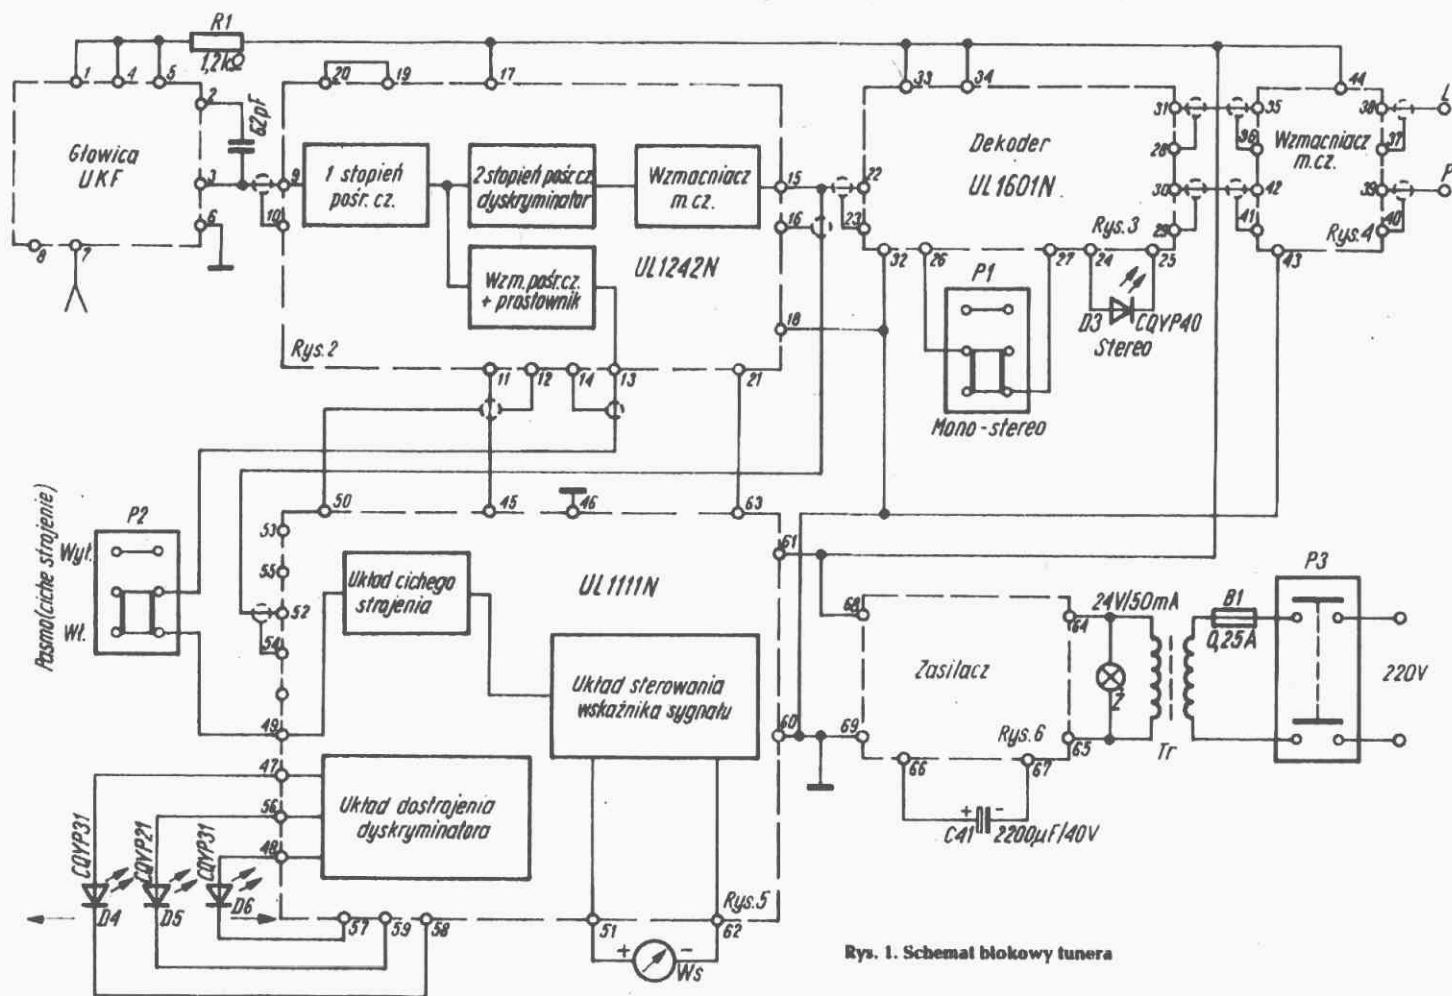 R1
1,2kΩ
1
4
5
2
62pF
3
6
8
7
Głowica
UKF
20
19
17
9
10
1 stopień
pośr. cz.
2 stopień pośr. cz.
dyskryminator
Wzmacniacz
m.cz.
Wzm. pośr. cz.
+ prostownik
UL1242N
Rys.2
15
16
18
11
12
14
13
21
33
34
22
23
Dekoder
UL1601N
Rys.3
31
28
30
29
32
26
27
24
25
P1
Mono-stereo
D3
CQYP40
Stereo
44
35
36
42
41
Wzmacniacz
m.cz.
Rys.4
38
37
39
40
43
L
P
Pasmo (ciche strojenie)
P2
Wył.
Wł.
50
45
46
63
53
55
52
54
49
47
56
48
UL1111N
Układ cichego
strojenia
Układ sterowania
wskaźnika sygnału
Układ dostrojenia
dyskryminatora
61
60
Rys.5
57
59
58
51
62
+
-
Ws
CQYP31
D4
CQYP21
D5
CQYP31
D6
68
69
Zasilacz
Rys.6
64
65
66
67
+
-
C41
2200µF/40V
24V/50mA
Ż
Tr
B1
0,25A
P3
220V
Rys. 1. Schemat blokowy tunera